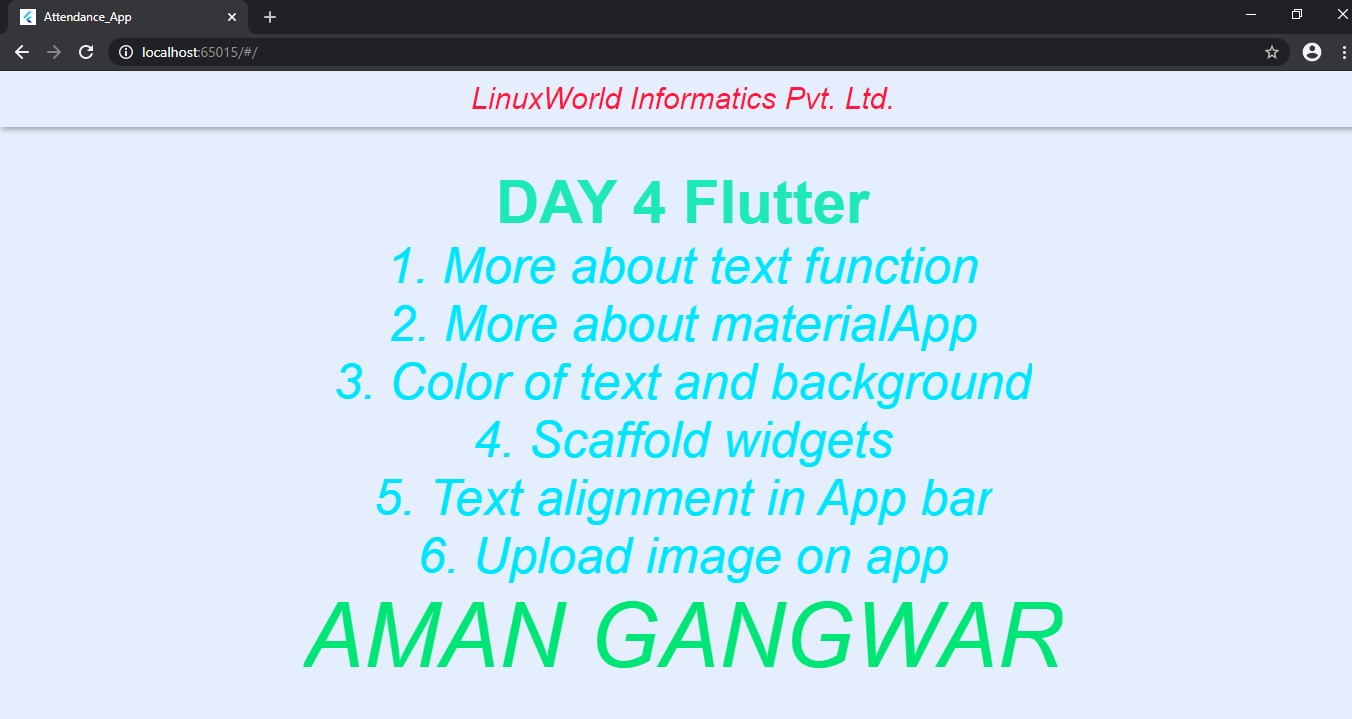 Attendance_App
localhost:65015/#/
LinuxWorld Informatics Pvt. Ltd.
DAY 4 Flutter
1. More about text function
2. More about materialApp
3. Color of text and background
4. Scaffold widgets
5. Text alignment in App bar
6. Upload image on app
AMAN GANGWAR